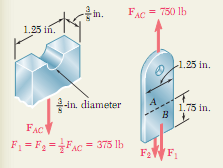 3/8 in.
1.25 in.
3/8-in. diameter
F_AC
F₁ = F₂ = ½F_AC = 375 lb
F_AC = 750 lb
1.25 in.
A
B
1.75 in.
F₂
F₁